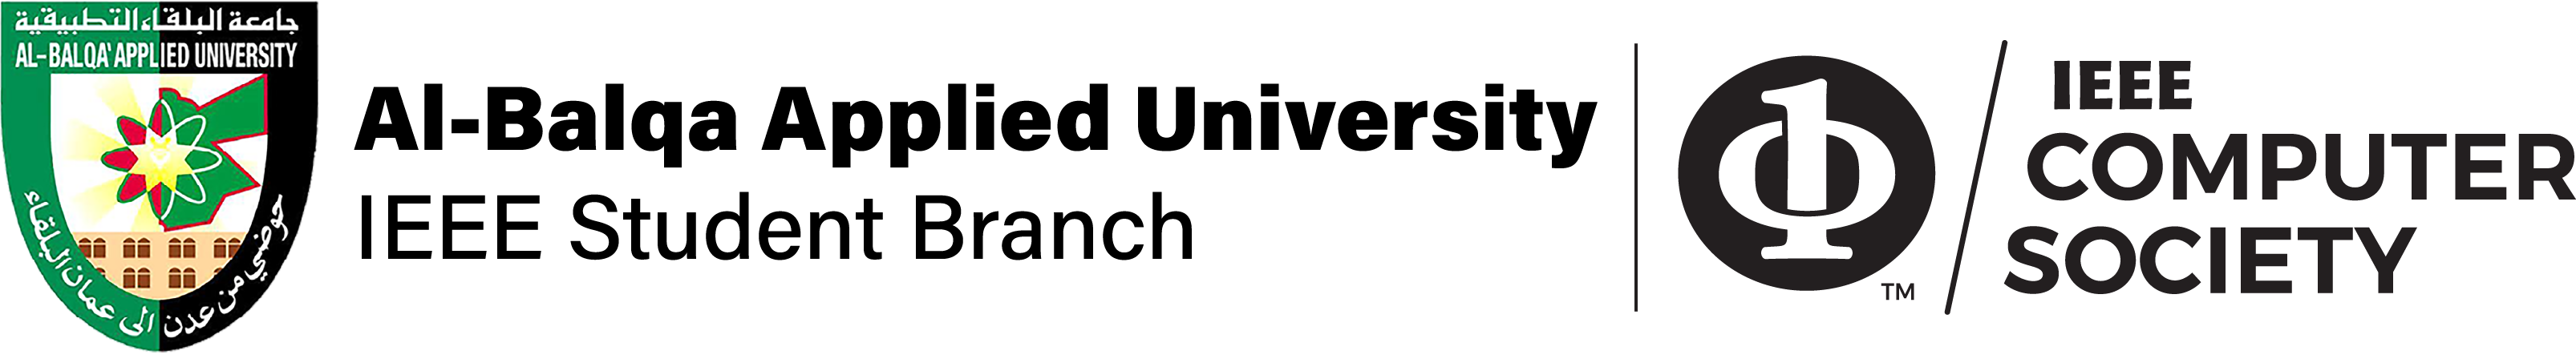 جامعة البلقاء التطبيقية
AL-BALQA' APPLIED UNIVERSITY
حوضي من عدن الى عمان البلقاء
Al-Balqa Applied University
IEEE Student Branch
TM
IEEE
COMPUTER
SOCIETY